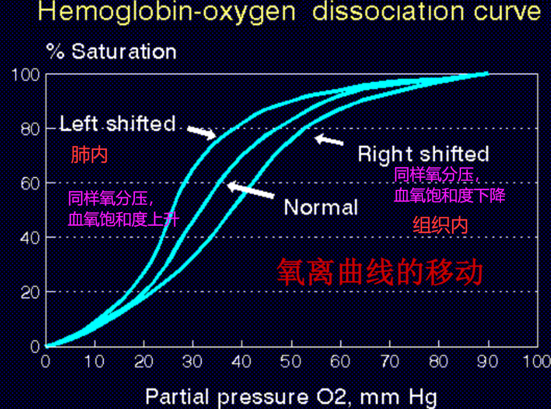 Hemoglobin-oxygen dissociation curve
% Saturation
100
80
60
40
20
0
Left shifted
肺内
同样氧分压，
血氧饱和度上升
Right shifted
同样氧分压，
血氧饱和度下降
组织内
Normal
氧离曲线的移动
0 10 20 30 40 50 60 70 80 90 100
Partial pressure O2, mm Hg